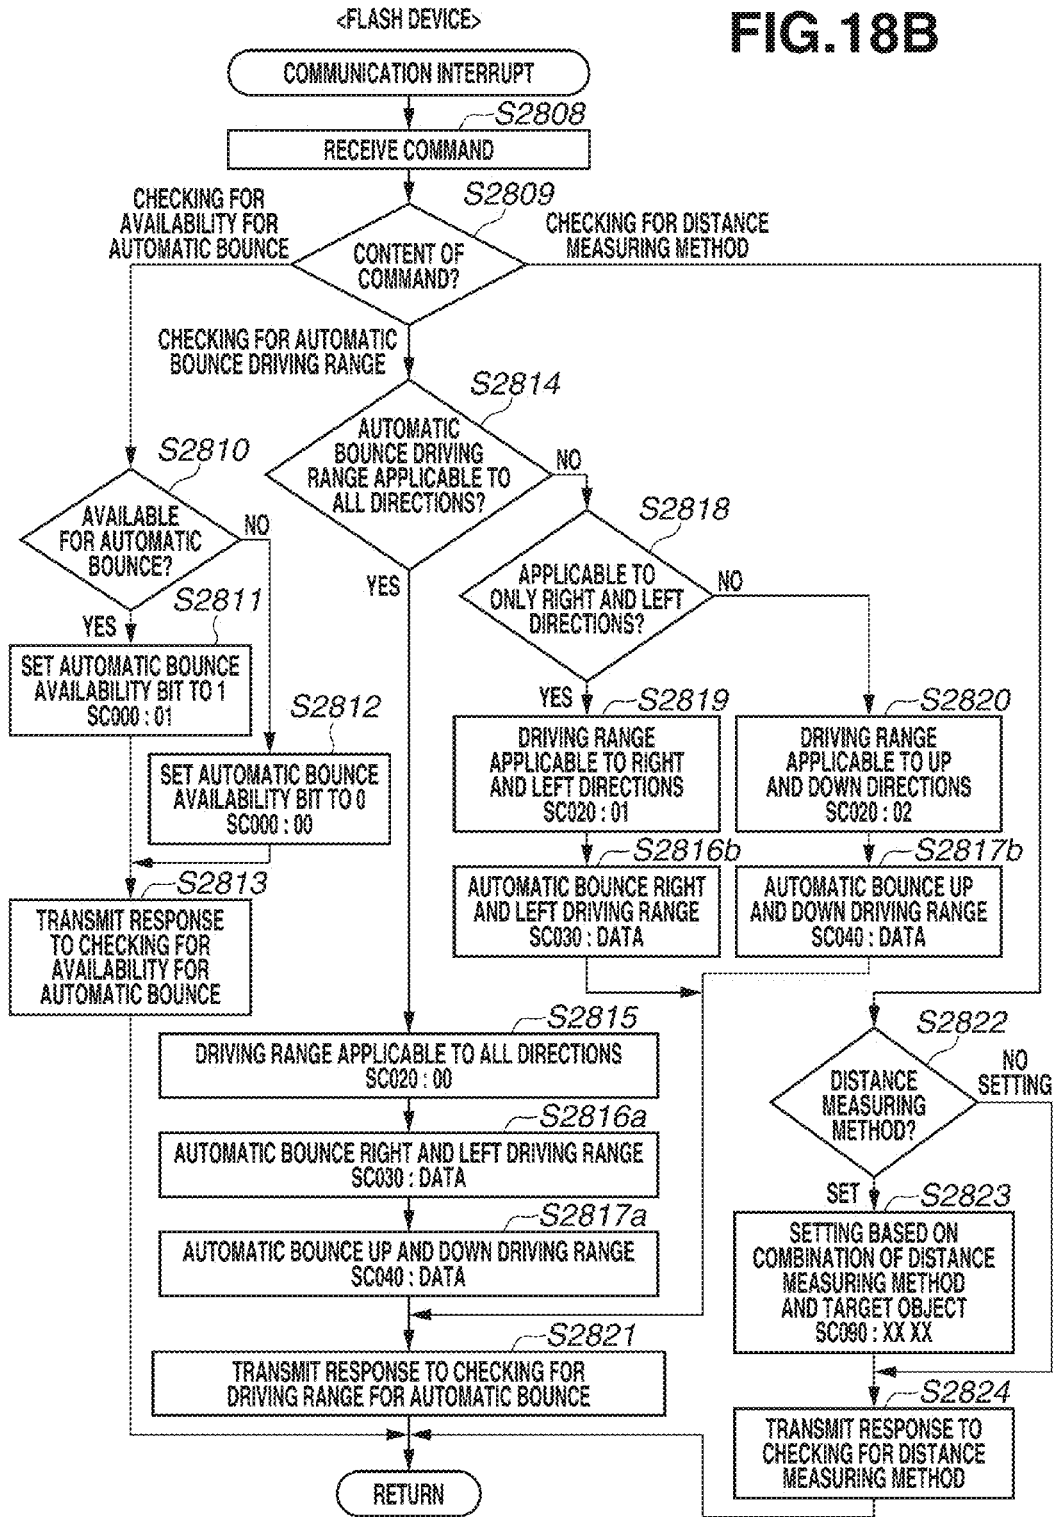 <FLASH DEVICE>
FIG.18B
COMMUNICATION INTERRUPT
S2808
RECEIVE COMMAND
S2809
CONTENT OF
COMMAND?
CHECKING FOR
AVAILABILITY FOR
AUTOMATIC BOUNCE
CHECKING FOR DISTANCE
MEASURING METHOD
CHECKING FOR AUTOMATIC
BOUNCE DRIVING RANGE
S2810
AVAILABLE
FOR AUTOMATIC
BOUNCE?
NO
YES
S2811
SET AUTOMATIC BOUNCE
AVAILABILITY BIT TO 1
SC000 : 01
S2812
SET AUTOMATIC BOUNCE
AVAILABILITY BIT TO 0
SC000 : 00
S2813
TRANSMIT RESPONSE
TO CHECKING FOR
AVAILABILITY FOR
AUTOMATIC BOUNCE
S2814
AUTOMATIC
BOUNCE DRIVING
RANGE APPLICABLE TO
ALL DIRECTIONS?
NO
YES
S2818
APPLICABLE TO
ONLY RIGHT AND LEFT
DIRECTIONS?
NO
YES
S2819
DRIVING RANGE
APPLICABLE TO RIGHT
AND LEFT DIRECTIONS
SC020 : 01
S2820
DRIVING RANGE
APPLICABLE TO UP
AND DOWN DIRECTIONS
SC020 : 02
S2816b
AUTOMATIC BOUNCE RIGHT
AND LEFT DRIVING RANGE
SC030 : DATA
S2817b
AUTOMATIC BOUNCE UP
AND DOWN DRIVING RANGE
SC040 : DATA
S2815
DRIVING RANGE APPLICABLE TO ALL DIRECTIONS
SC020 : 00
S2816a
AUTOMATIC BOUNCE RIGHT AND LEFT DRIVING RANGE
SC030 : DATA
S2817a
AUTOMATIC BOUNCE UP AND DOWN DRIVING RANGE
SC040 : DATA
S2821
TRANSMIT RESPONSE TO CHECKING FOR
DRIVING RANGE FOR AUTOMATIC BOUNCE
S2822
DISTANCE
MEASURING
METHOD?
NO
SETTING
SET
S2823
SETTING BASED ON
COMBINATION OF DISTANCE
MEASURING METHOD
AND TARGET OBJECT
SC090 : XX XX
S2824
TRANSMIT RESPONSE TO
CHECKING FOR DISTANCE
MEASURING METHOD
RETURN